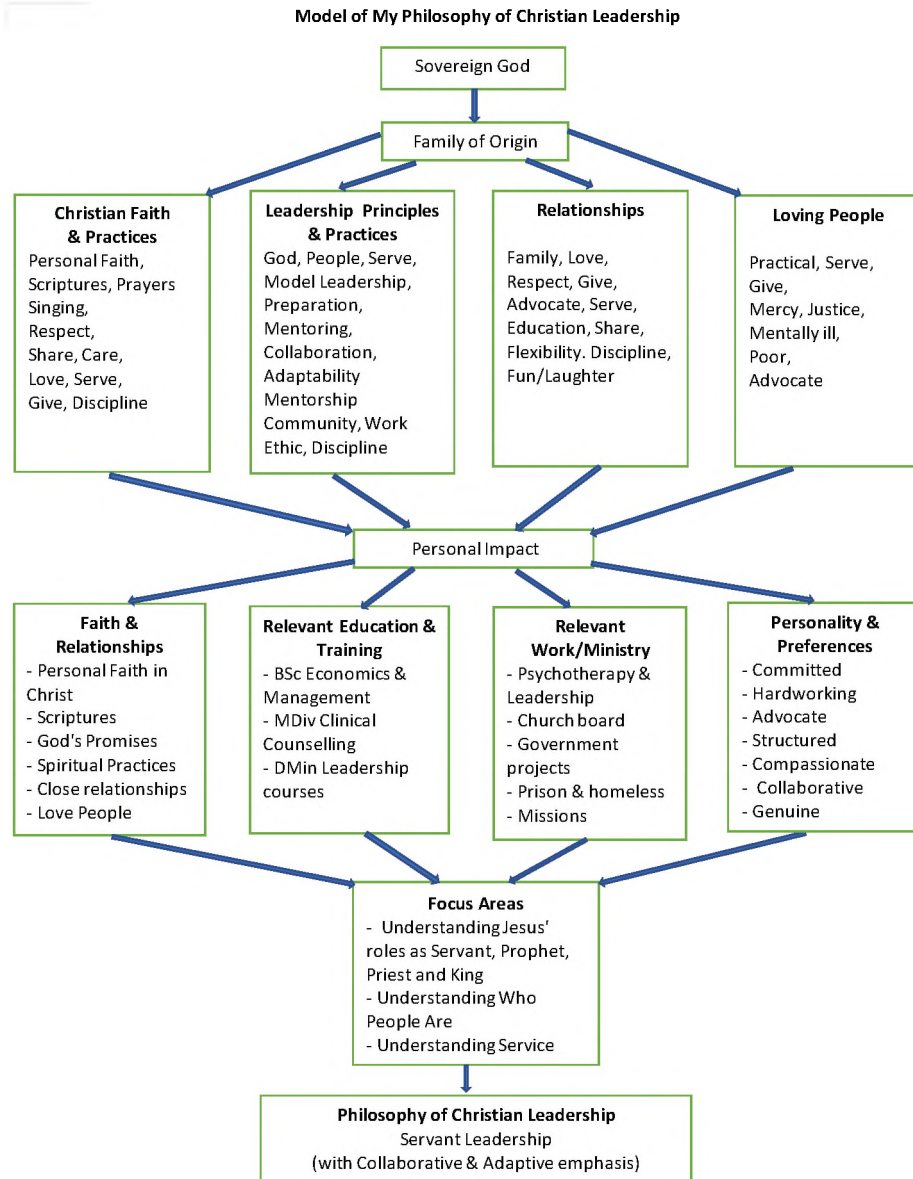 Model of My Philosophy of Christian Leadership
Sovereign God
Family of Origin
Christian Faith
& Practices
Personal Faith,
Scriptures, Prayers
Singing,
Respect,
Share, Care,
Love, Serve,
Give, Discipline
Leadership Principles
& Practices
God, People, Serve,
Model Leadership,
Preparation,
Mentoring,
Collaboration,
Adaptability
Mentorship
Community, Work
Ethic, Discipline
Relationships
Family, Love,
Respect, Give,
Advocate, Serve,
Education, Share,
Flexibility. Discipline,
Fun/Laughter
Loving People
Practical, Serve,
Give,
Mercy, Justice,
Mentally ill,
Poor,
Advocate
Personal Impact
Faith &
Relationships
- Personal Faith in
Christ
- Scriptures
- God's Promises
- Spiritual Practices
- Close relationships
- Love People
Relevant Education &
Training
- BSc Economics &
Management
- MDiv Clinical
Counselling
- DMin Leadership
courses
Relevant
Work/Ministry
- Psychotherapy &
Leadership
- Church board
- Government
projects
- Prison & homeless
- Missions
Personality &
Preferences
- Committed
- Hardworking
- Advocate
- Structured
- Compassionate
- Collaborative
- Genuine
Focus Areas
- Understanding Jesus'
roles as Servant, Prophet,
Priest and King
- Understanding Who
People Are
- Understanding Service
Philosophy of Christian Leadership
Servant Leadership
(with Collaborative & Adaptive emphasis)